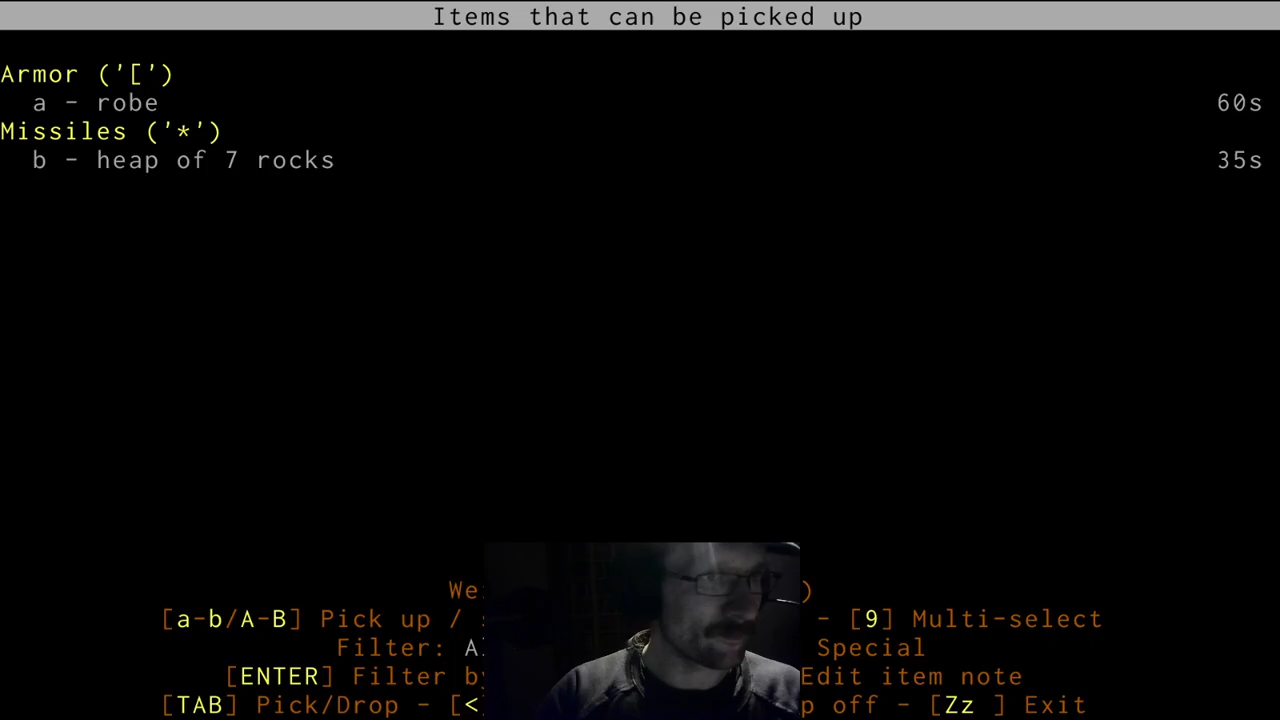 Items that can be picked up
Armor ('[')
a - robe 60s
Missiles ('*')
b - heap of 7 rocks 35s
)
[a-b/A-B] Pick up / - [9] Multi-select
Filter: Special
[ENTER] Filter Edit item note
[TAB] Pick/Drop - [< off - [Zz ] Exit